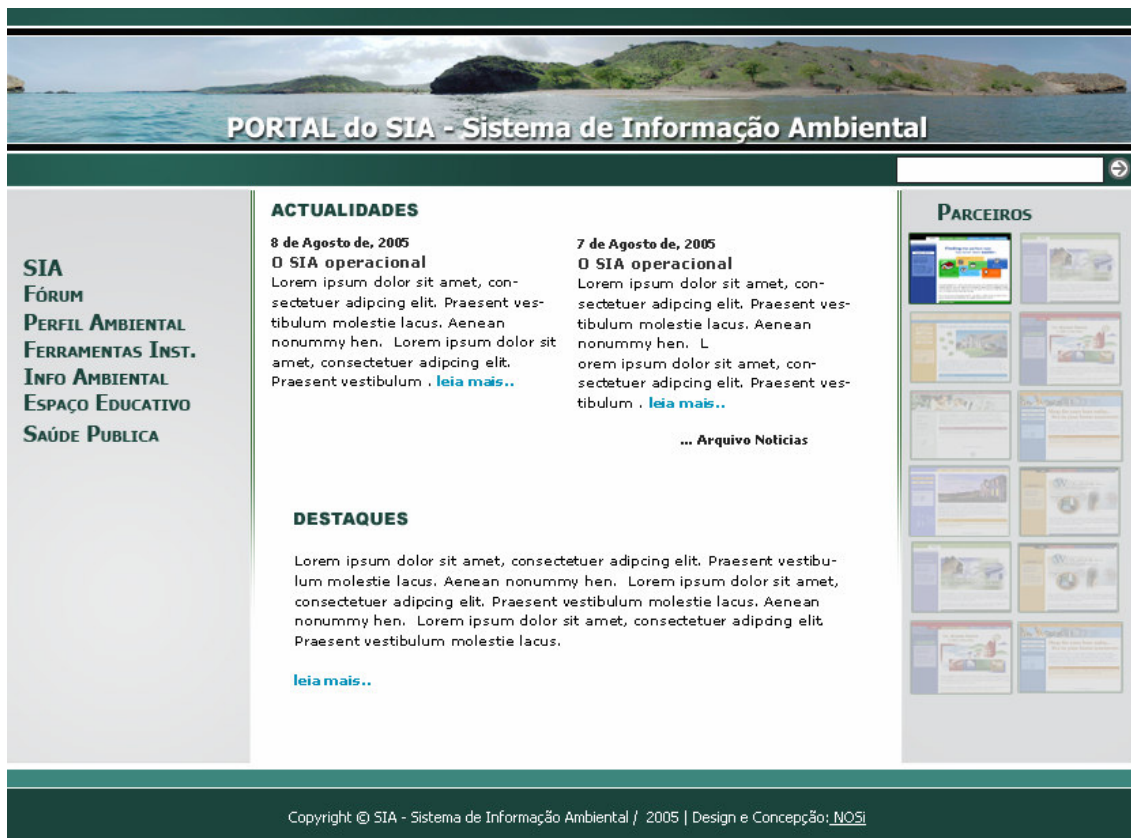 PORTAL do SIA - Sistema de Informação Ambiental
SIA
FÓRUM
PERFIL AMBIENTAL
FERRAMENTAS INST.
INFO AMBIENTAL
ESPAÇO EDUCATIVO
SAÚDE PUBLICA
ACTUALIDADES
8 de Agosto de, 2005
O SIA operacional
Lorem ipsum dolor sit amet, con-
sectetuer adipcing elit. Praesent ves-
tibulum molestie lacus. Aenean
nonummy hen. Lorem ipsum dolor sit
amet, consectetuer adipcing elit.
Praesent vestibulum . leia mais..
7 de Agosto de, 2005
O SIA operacional
Lorem ipsum dolor sit amet, con-
sectetuer adipcing elit. Praesent ves-
tibulum molestie lacus. Aenean
nonummy hen. L
orem ipsum dolor sit amet, con-
sectetuer adipcing elit. Praesent ves-
tibulum . leia mais..
... Arquivo Noticias
DESTAQUES
Lorem ipsum dolor sit amet, consectetuer adipcing elit. Praesent vestibu-
lum molestie lacus. Aenean nonummy hen. Lorem ipsum dolor sit amet,
consectetuer adipcing elit. Praesent vestibulum molestie lacus. Aenean
nonummy hen. Lorem ipsum dolor sit amet, consectetuer adipcing elit.
Praesent vestibulum molestie lacus.
leia mais..
PARCEIROS
Copyright © SIA - Sistema de Informação Ambiental / 2005 | Design e Concepção: NOSi